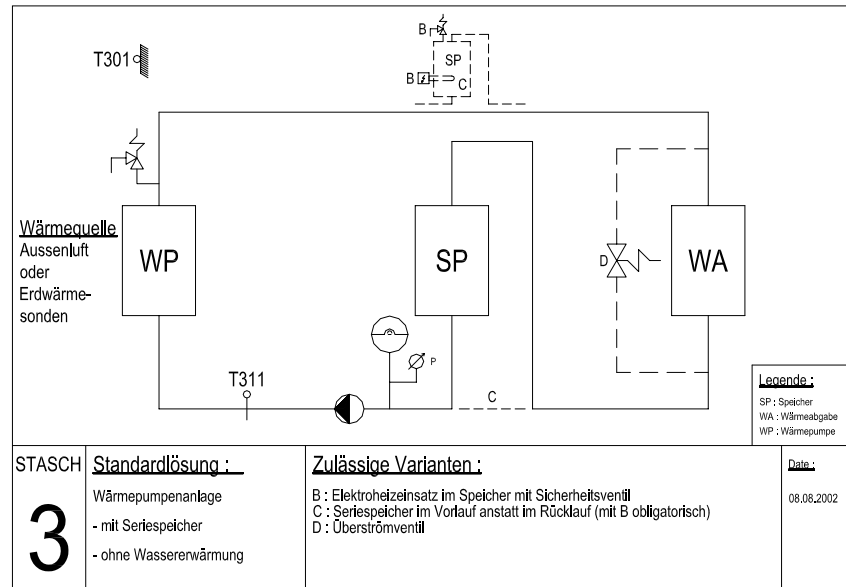 B
SP
T301
B
C
Wärmequelle
Aussenluft
oder
Erdwärme-
sonden
WP
SP
D
WA
T311
P
C
Legende :
SP : Speicher
WA : Wärmeabgabe
WP : Wärmepumpe
STASCH
3
Standardlösung :
Wärmepumpenanlage
- mit Seriespeicher
- ohne Wassererwärmung
Zulässige Varianten :
B : Elektroheizeinsatz im Speicher mit Sicherheitsventil
C : Seriespeicher im Vorlauf anstatt im Rücklauf (mit B obligatorisch)
D : Überströmventil
Date :
08.08.2002